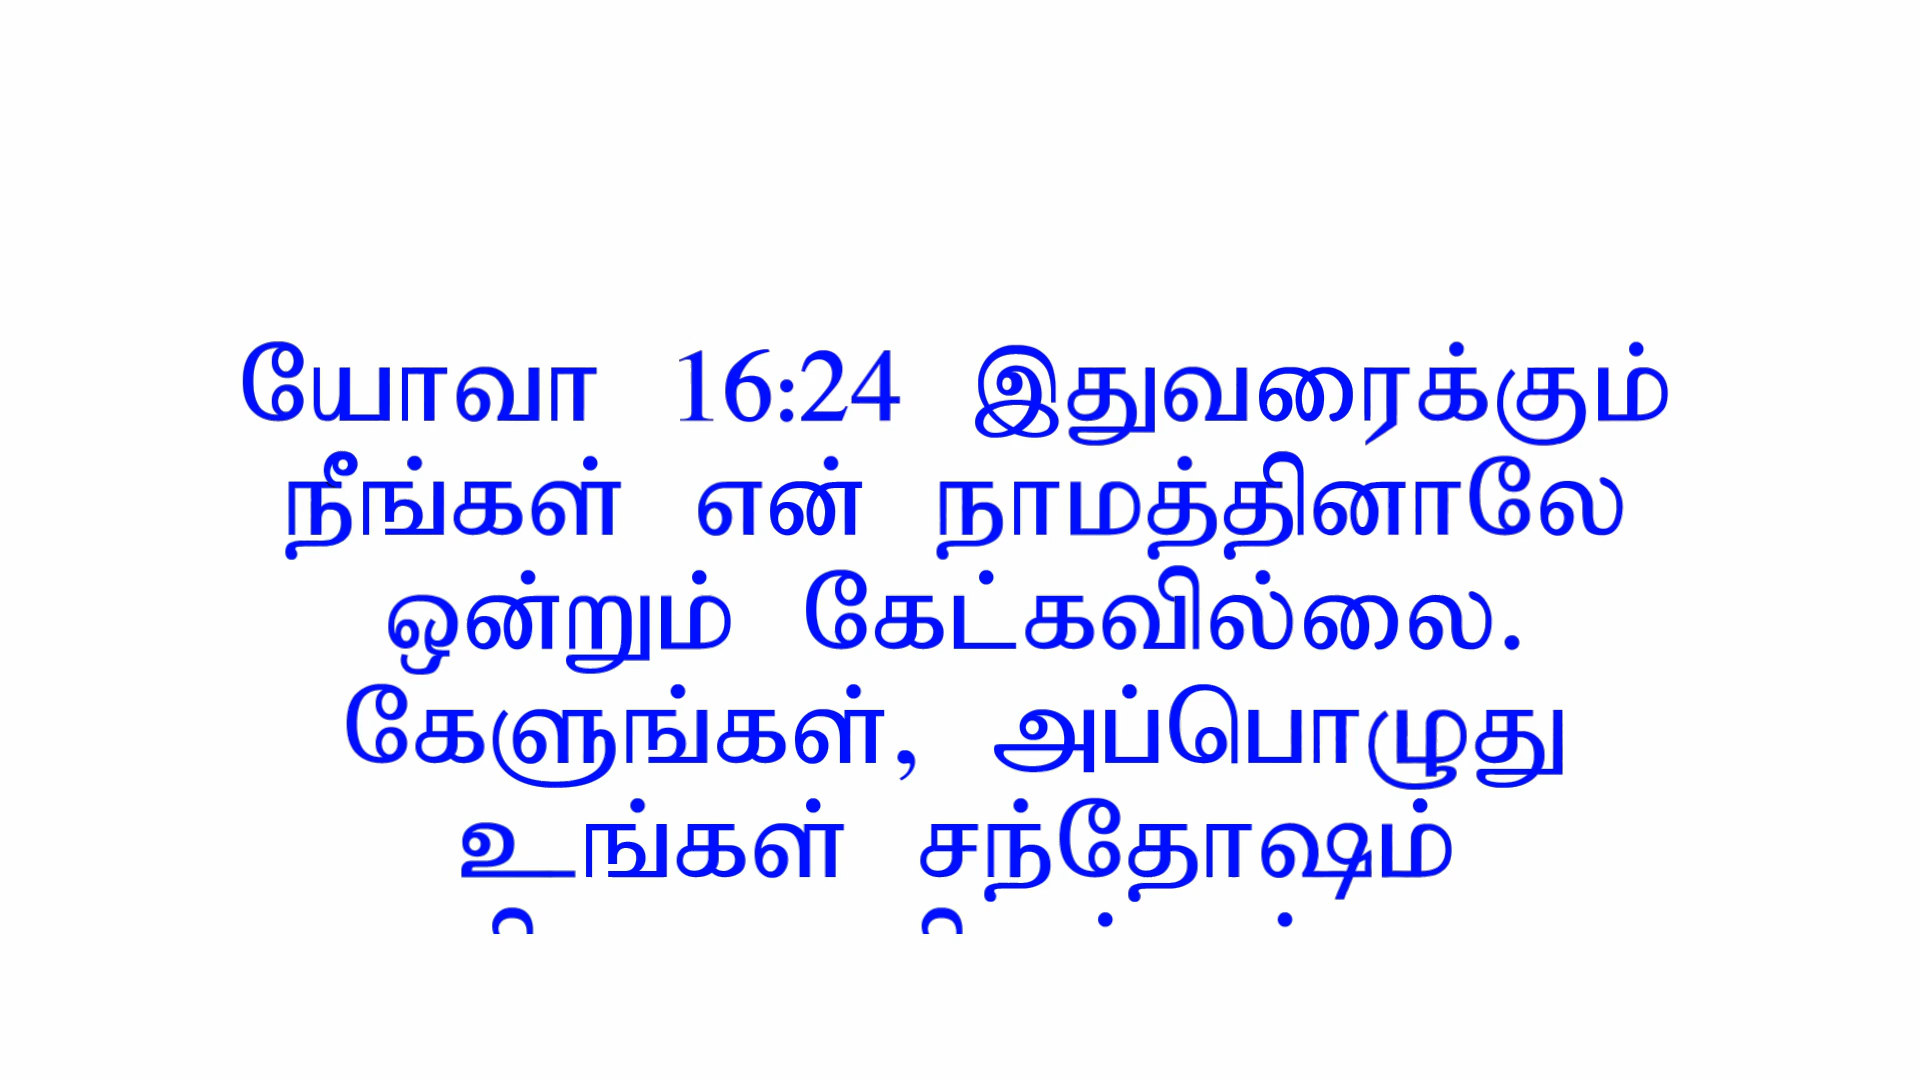 யோவா 16:24 இதுவரைக்கும்
நீங்கள் என் நாமத்தினாலே
ஒன்றும் கேட்கவில்லை.
கேளுங்கள், அப்பொழுது
உங்கள் சந்தோஷம்